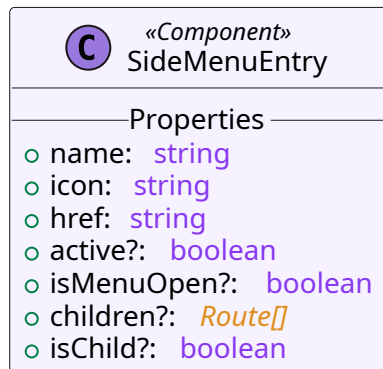 C
«Component»
SideMenuEntry
Properties
name: string
icon: string
href: string
active?: boolean
isMenuOpen?: boolean
children?: Route[]
isChild?: boolean